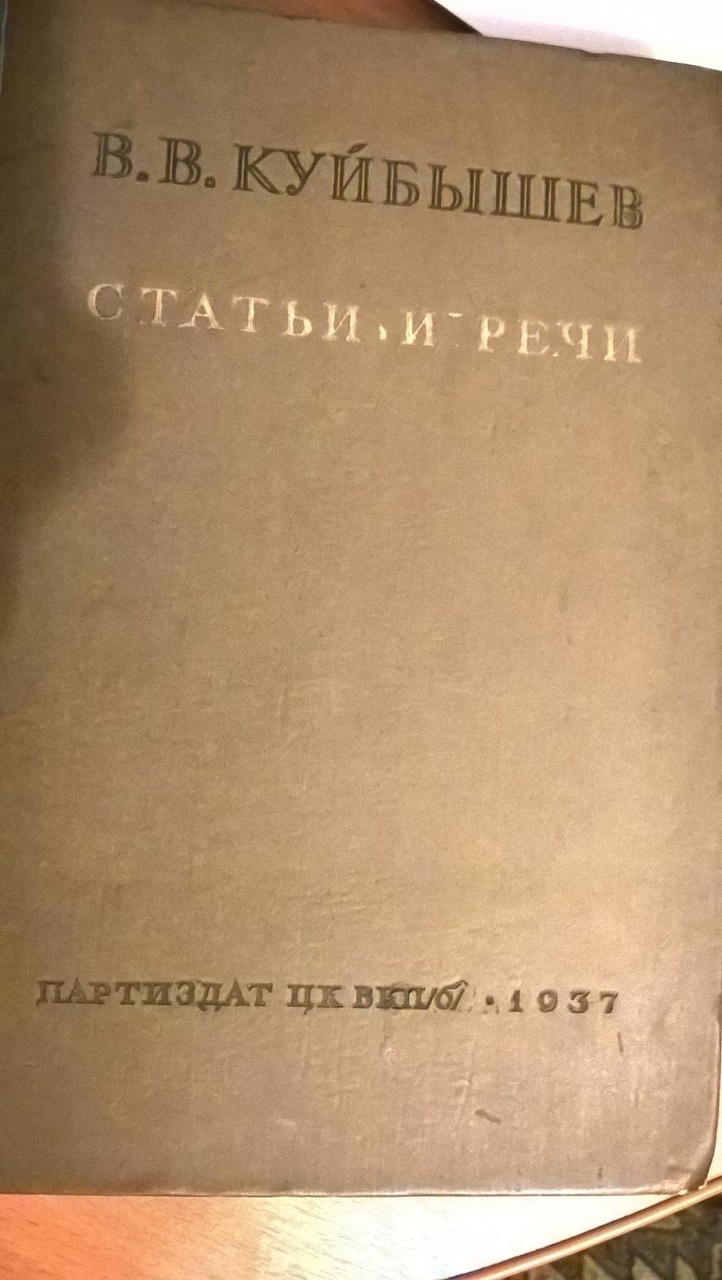 В. В. КУЙБЫШЕВ
СТАТЬИ И РЕЧИ
ПАРТИЗДАТ ЦК ВКП/б/ · 1937